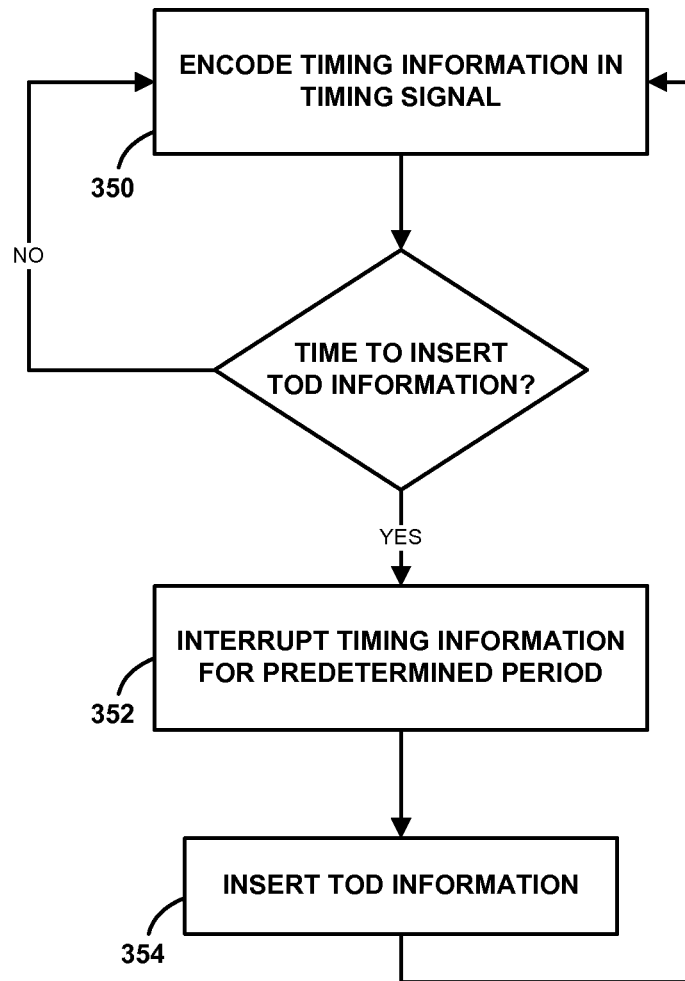 ENCODE TIMING INFORMATION IN
TIMING SIGNAL
350
NO
TIME TO INSERT
TOD INFORMATION?
YES
INTERRUPT TIMING INFORMATION
FOR PREDETERMINED PERIOD
352
INSERT TOD INFORMATION
354